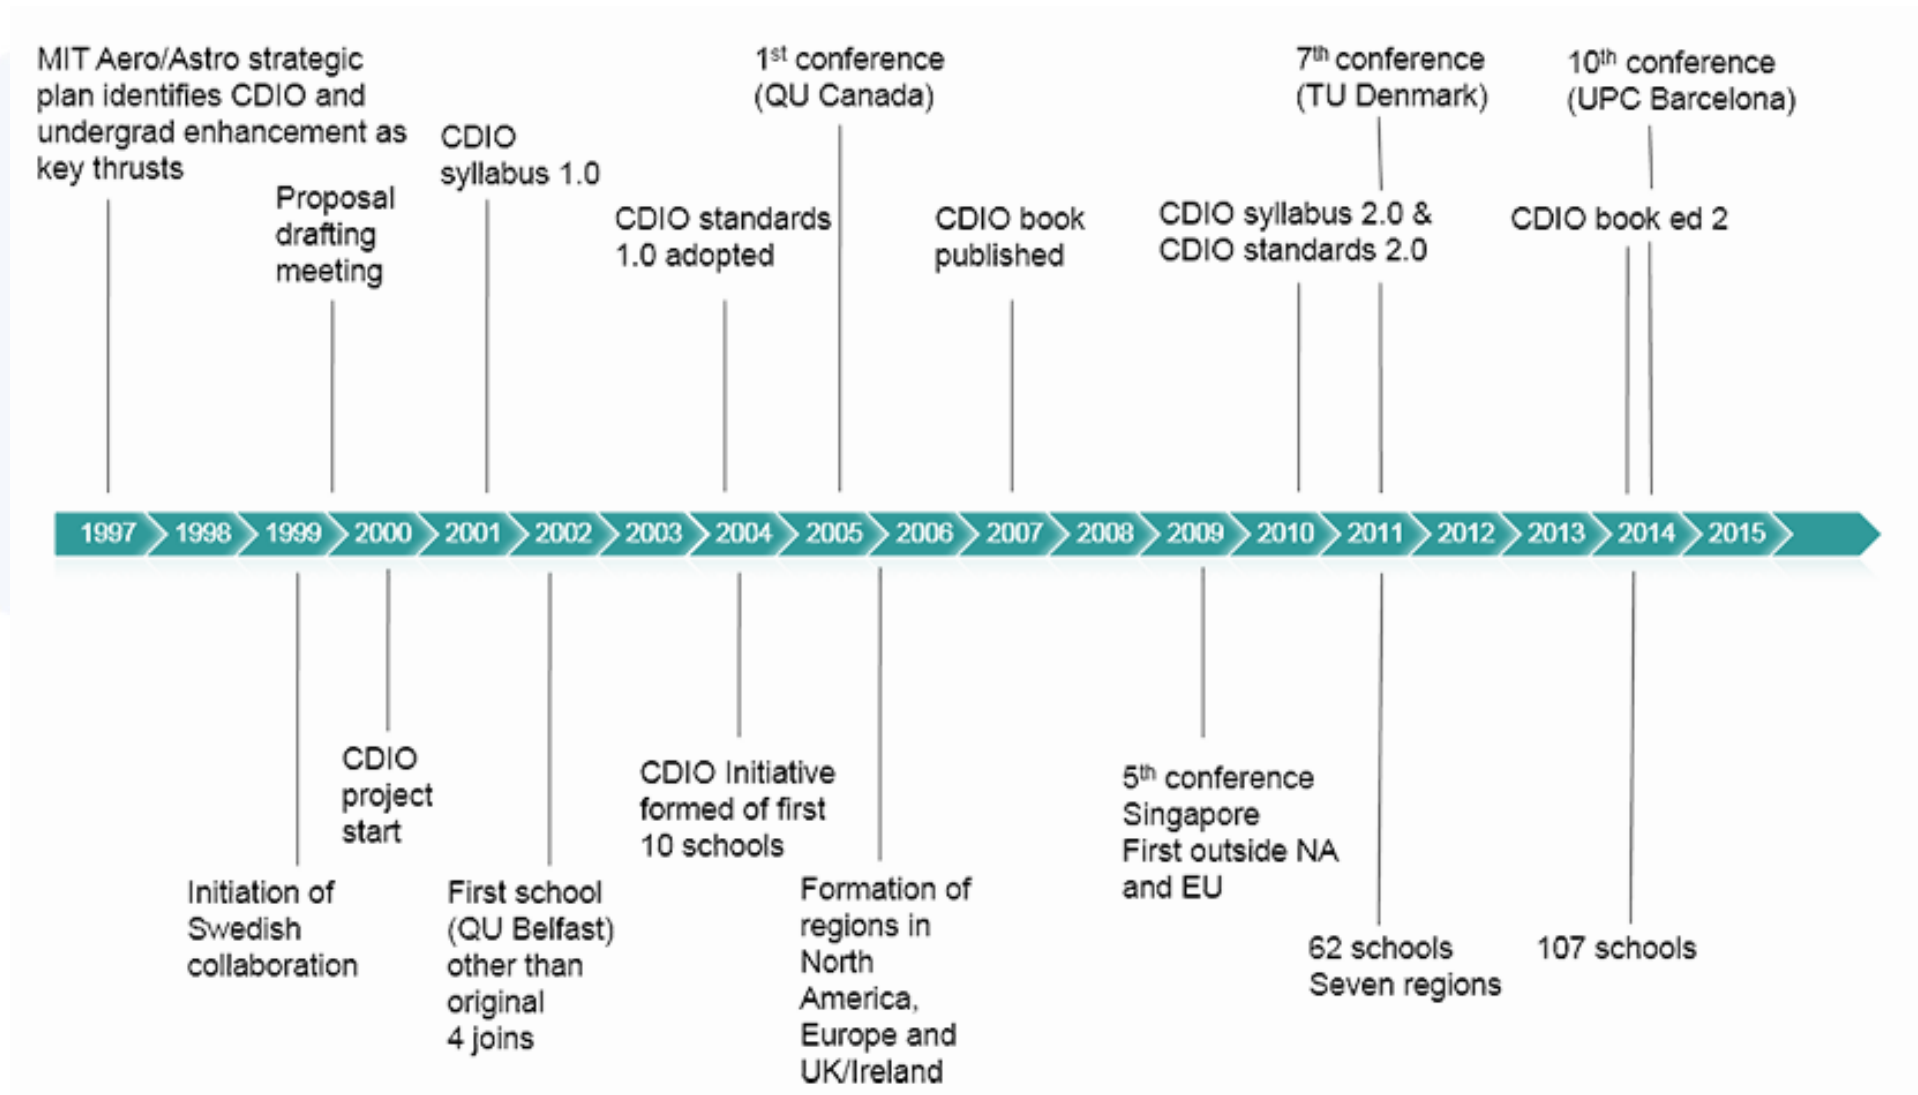 MIT Aero/Astro strategic
plan identifies CDIO and
undergrad enhancement as
key thrusts
Proposal
drafting
meeting
CDIO
syllabus 1.0
CDIO standards
1.0 adopted
1st conference
(QU Canada)
CDIO book
published
CDIO syllabus 2.0 &
CDIO standards 2.0
7th conference
(TU Denmark)
CDIO book ed 2
10th conference
(UPC Barcelona)
1997 1998 1999 2000 2001 2002 2003 2004 2005 2006 2007 2008 2009 2010 2011 2012 2013 2014 2015
Initiation of
Swedish
collaboration
CDIO
project
start
First school
(QU Belfast)
other than
original
4 joins
CDIO Initiative
formed of first
10 schools
Formation of
regions in
North
America,
Europe and
UK/Ireland
5th conference
Singapore
First outside NA
and EU
62 schools
Seven regions
107 schools